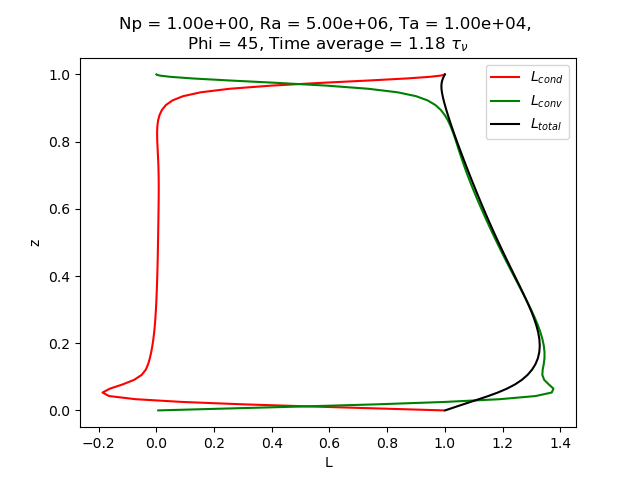 Np = 1.00e+00, Ra = 5.00e+06, Ta = 1.00e+04,
Phi = 45, Time average = 1.18 τν
1.0
0.8
0.6
0.4
0.2
0.0
z
L_cond
L_conv
L_total
−0.2 0.0 0.2 0.4 0.6 0.8 1.0 1.2 1.4
L